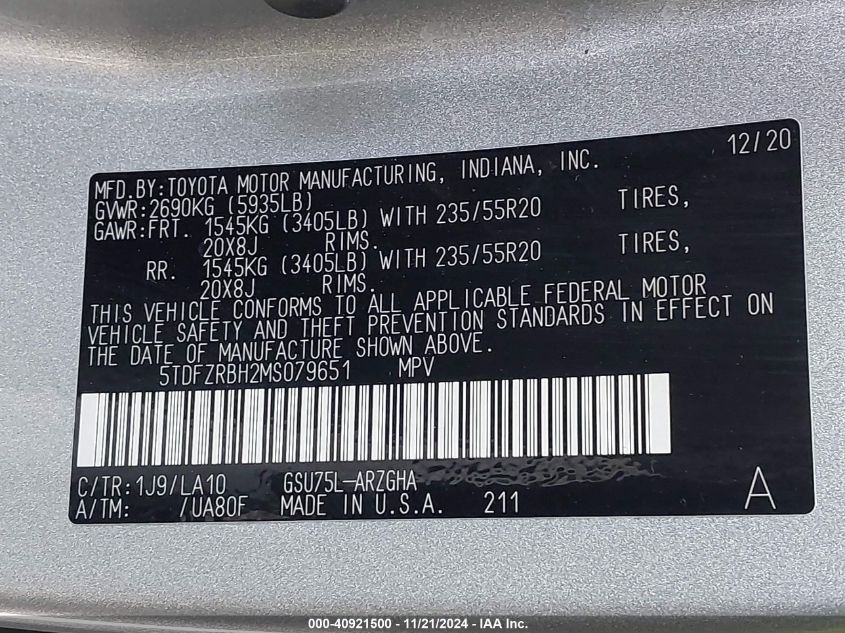 12/20
MFD.BY:TOYOTA MOTOR MANUFACTURING, INDIANA, INC.
GVWR:2690KG (5935LB)
GAWR:FRT. 1545KG (3405LB) WITH 235/55R20 TIRES,
20X8J RIMS.
RR. 1545KG (3405LB) WITH 235/55R20 TIRES,
20X8J RIMS.
THIS VEHICLE CONFORMS TO ALL APPLICABLE FEDERAL MOTOR
VEHICLE SAFETY AND THEFT PREVENTION STANDARDS IN EFFECT ON
THE DATE OF MANUFACTURE SHOWN ABOVE.
5TDFZRBH2MS079651 MPV
C/TR:1J9/LA10 GSU75L-ARZGHA
A/TM: /UA80F MADE IN U.S.A. 211 A
000-40921500 - 11/21/2024 - IAA Inc.